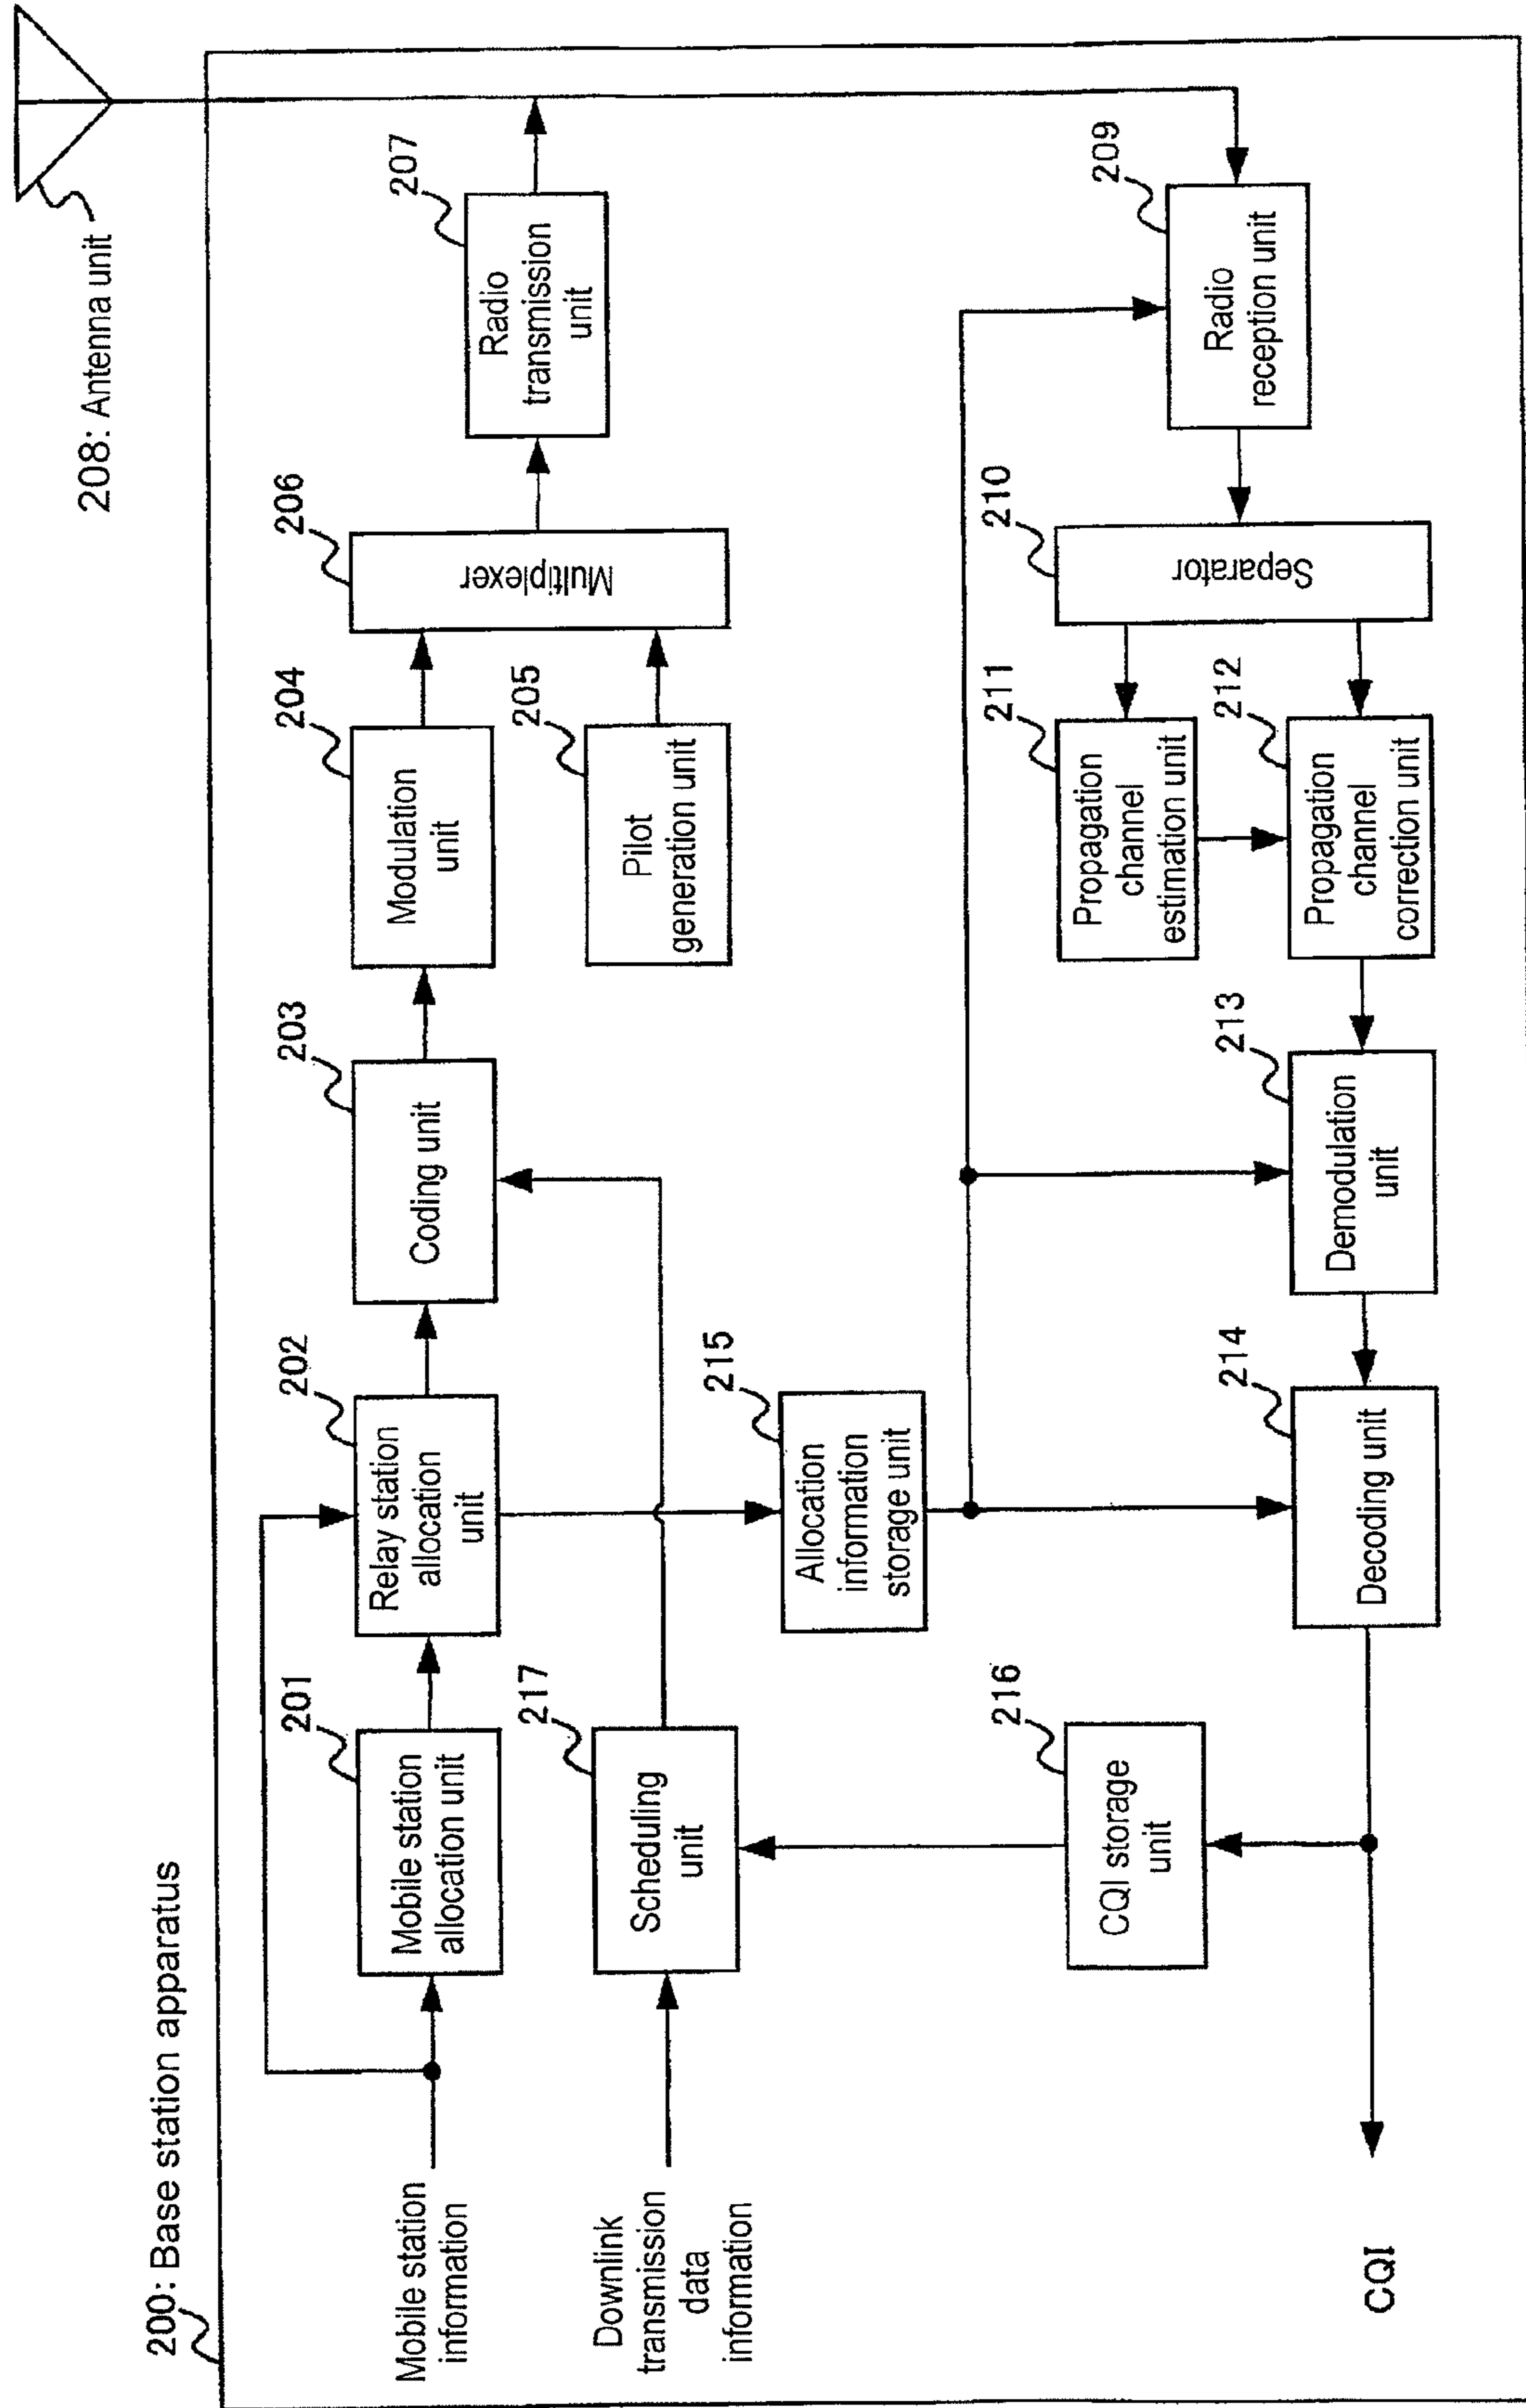 200: Base station apparatus
208: Antenna unit
Mobile station
information
201
Mobile station
allocation unit
202
Relay station
allocation
unit
203
Coding unit
204
Modulation
unit
205
Pilot
generation unit
206
Multiplexer
207
Radio
transmission
unit
Downlink
transmission
data
information
217
Scheduling
unit
215
Allocation
information
storage unit
209
Radio
reception unit
210
Separator
211
Propagation
channel
estimation unit
212
Propagation
channel
correction unit
213
Demodulation
unit
214
Decoding unit
216
CQI storage
unit
CQI